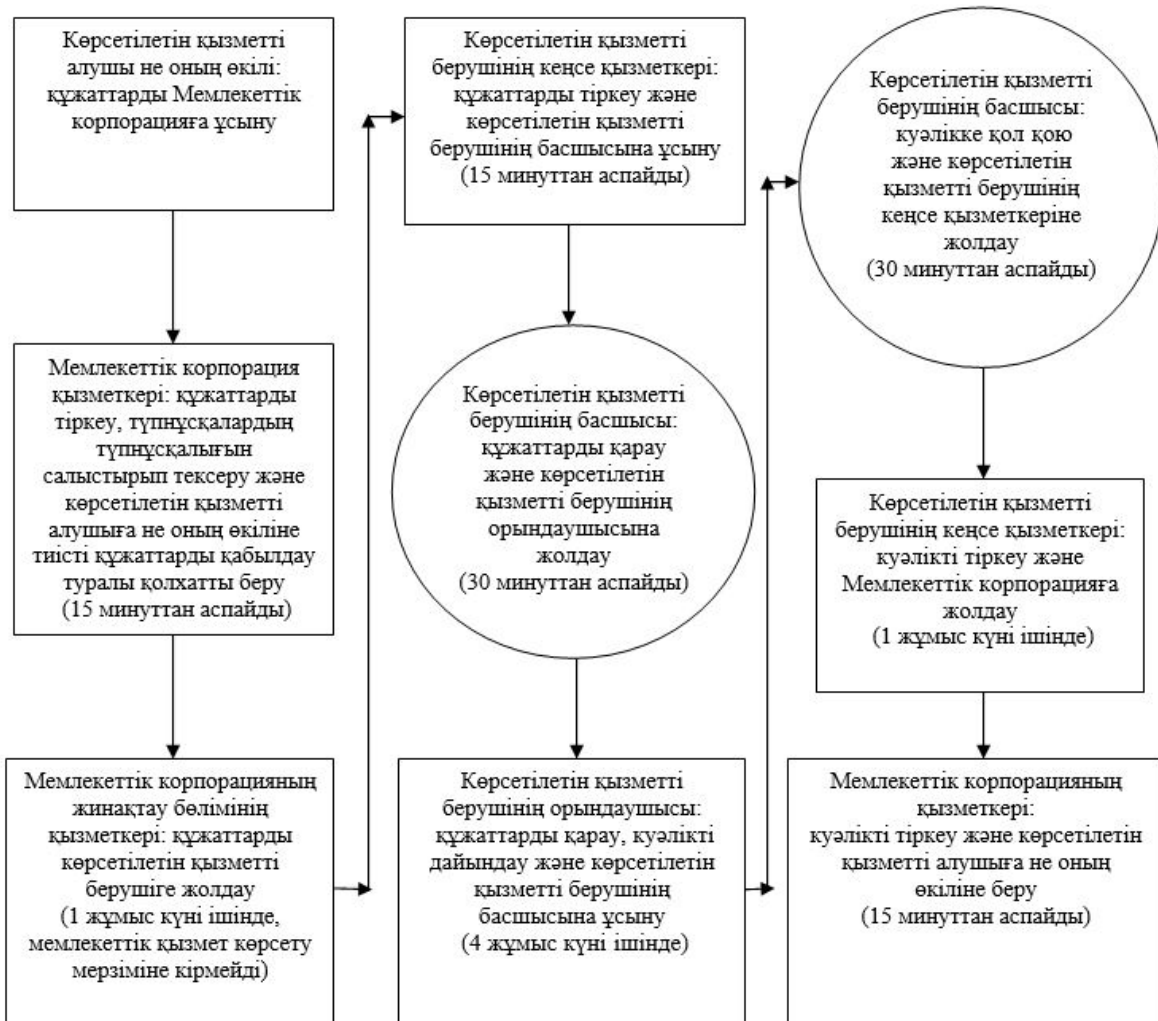 Көрсетілетін қызметті
алушы не оның өкілі:
құжаттарды Мемлекеттік
корпорацияға ұсыну
Мемлекеттік корпорация
қызметкері: құжаттарды
тіркеу, түпнұсқалардың
түпнұсқалығын
салыстырып тексеру және
көрсетілетін қызметті
алушыға не оның өкіліне
тиісті құжаттарды қабылдау
туралы қолхатты беру
(15 минуттан аспайды)
Мемлекеттік корпорацияның
жинақтау бөлімінің
қызметкері: құжаттарды
көрсетілетін қызметті
берушіге жолдау
(1 жұмыс күні ішінде,
мемлекеттік қызмет көрсету
мерзіміне кірмейді)
Көрсетілетін қызметті
берушінің кеңсе қызметкері:
құжаттарды тіркеу және
көрсетілетін қызметті
берушінің басшысына ұсыну
(15 минуттан аспайды)
Көрсетілетін қызметті
берушінің басшысы:
құжаттарды қарау
және көрсетілетін
қызметті берушінің
орындаушысына
жолдау
(30 минуттан аспайды)
Көрсетілетін қызметті
берушінің орындаушысы:
құжаттарды қарау, куәлікті
дайындау және көрсетілетін
қызметті берушінің
басшысына ұсыну
(4 жұмыс күні ішінде)
Көрсетілетін қызметті
берушінің басшысы:
куәлікке қол қою
және көрсетілетін
қызметті берушінің
кеңсе қызметкеріне
жолдау
(30 минуттан аспайды)
Көрсетілетін қызметті
берушінің кеңсе қызметкері:
куәлікті тіркеу және
Мемлекеттік корпорацияға
жолдау
(1 жұмыс күні ішінде)
Мемлекеттік корпорацияның
қызметкері:
куәлікті тіркеу және көрсетілетін
қызметті алушыға не оның
өкіліне беру
(15 минуттан аспайды)